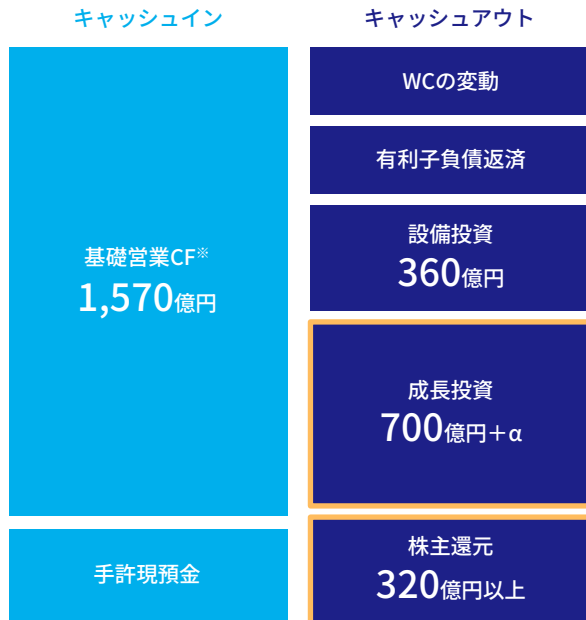 キャッシュイン
キャッシュアウト
基礎営業CF※
1,570億円
手許現預金
WCの変動
有利子負債返済
設備投資
360億円
成長投資
700億円＋α
株主還元
320億円以上